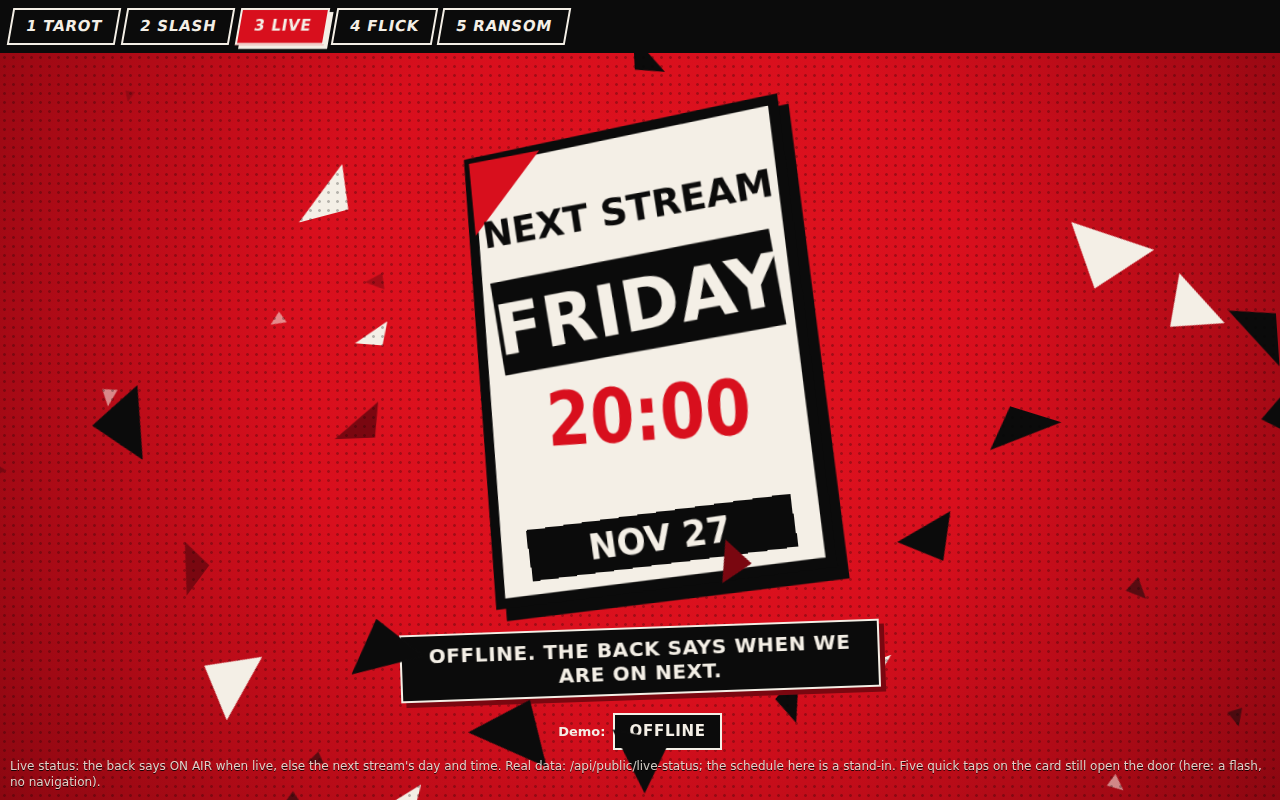 1 TAROT
2 SLASH
3 LIVE
4 FLICK
5 RANSOM
NEXT STREAM
FRIDAY
20:00
NOV 27
OFFLINE. THE BACK SAYS WHEN WE
ARE ON NEXT.
Demo: OFFLINE
Live status: the back says ON AIR when live, else the next stream's day and time. Real data: /api/public/live-status; the schedule here is a stand-in. Five quick taps on the card still open the door (here: a flash,
no navigation).